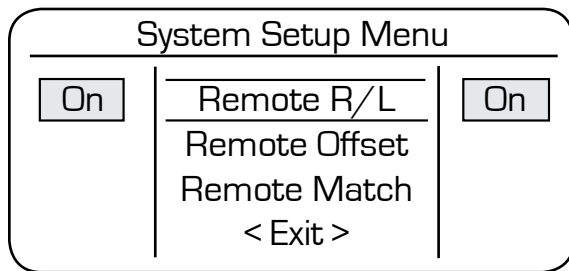 System Setup Menu
On Remote R/L On
Remote Offset
Remote Match
< Exit >